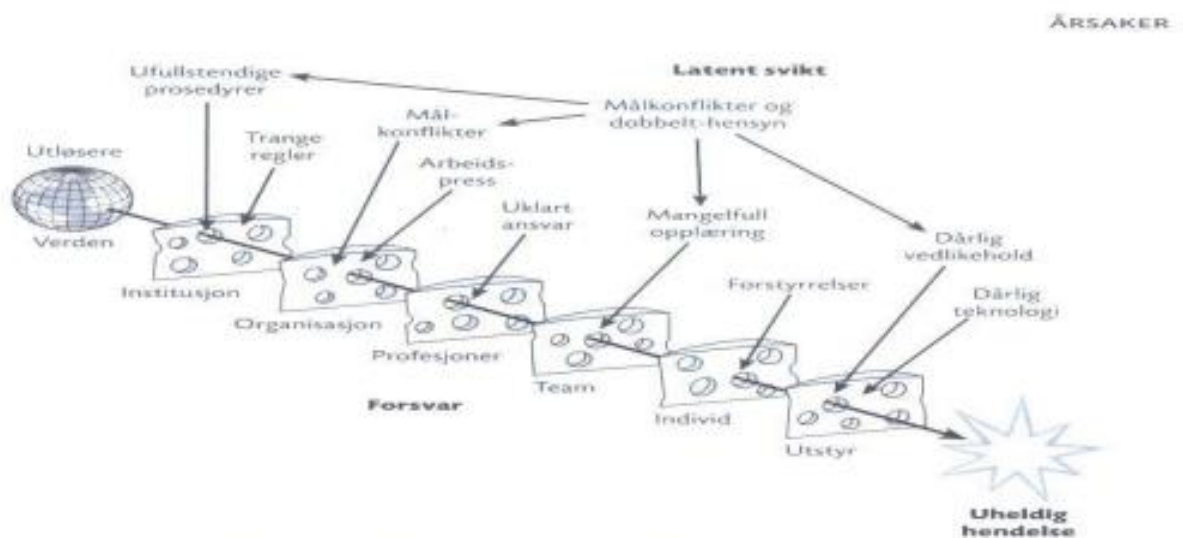 ÅRSAKER
Ufullstendige
prosedyrer
Latent svikt
Målkonflikter og
dobbelt-hensyn
Mål-
konflikter
Trange
regler
Arbeids-
press
Utløsere
Uklart
ansvar
Mangelfull
opplæring
Dårlig
vedlikehold
Verden
Institusjon
Forstyrrelser
Dårlig
teknologi
Organisasjon
Profesjoner
Team
Forsvar
Individ
Utstyr
Uheldig
hendelse